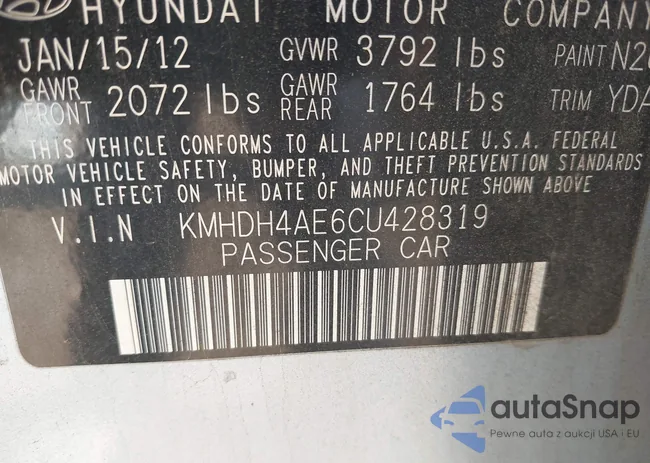 HYUNDAI MOTOR COMPANY
JAN/15/12 GVWR 3792 lbs PAINT
GAWR FRONT 2072 lbs GAWR REAR 1764 lbs TRIM
THIS VEHICLE CONFORMS TO ALL APPLICABLE U.S.A. FEDERAL
MOTOR VEHICLE SAFETY, BUMPER, AND THEFT PREVENTION STANDARDS
IN EFFECT ON THE DATE OF MANUFACTURE SHOWN ABOVE
V.I.N KMHDH4AE6CU428319
PASSENGER CAR
autaSnap
Pewne auta z aukcji USA i EU